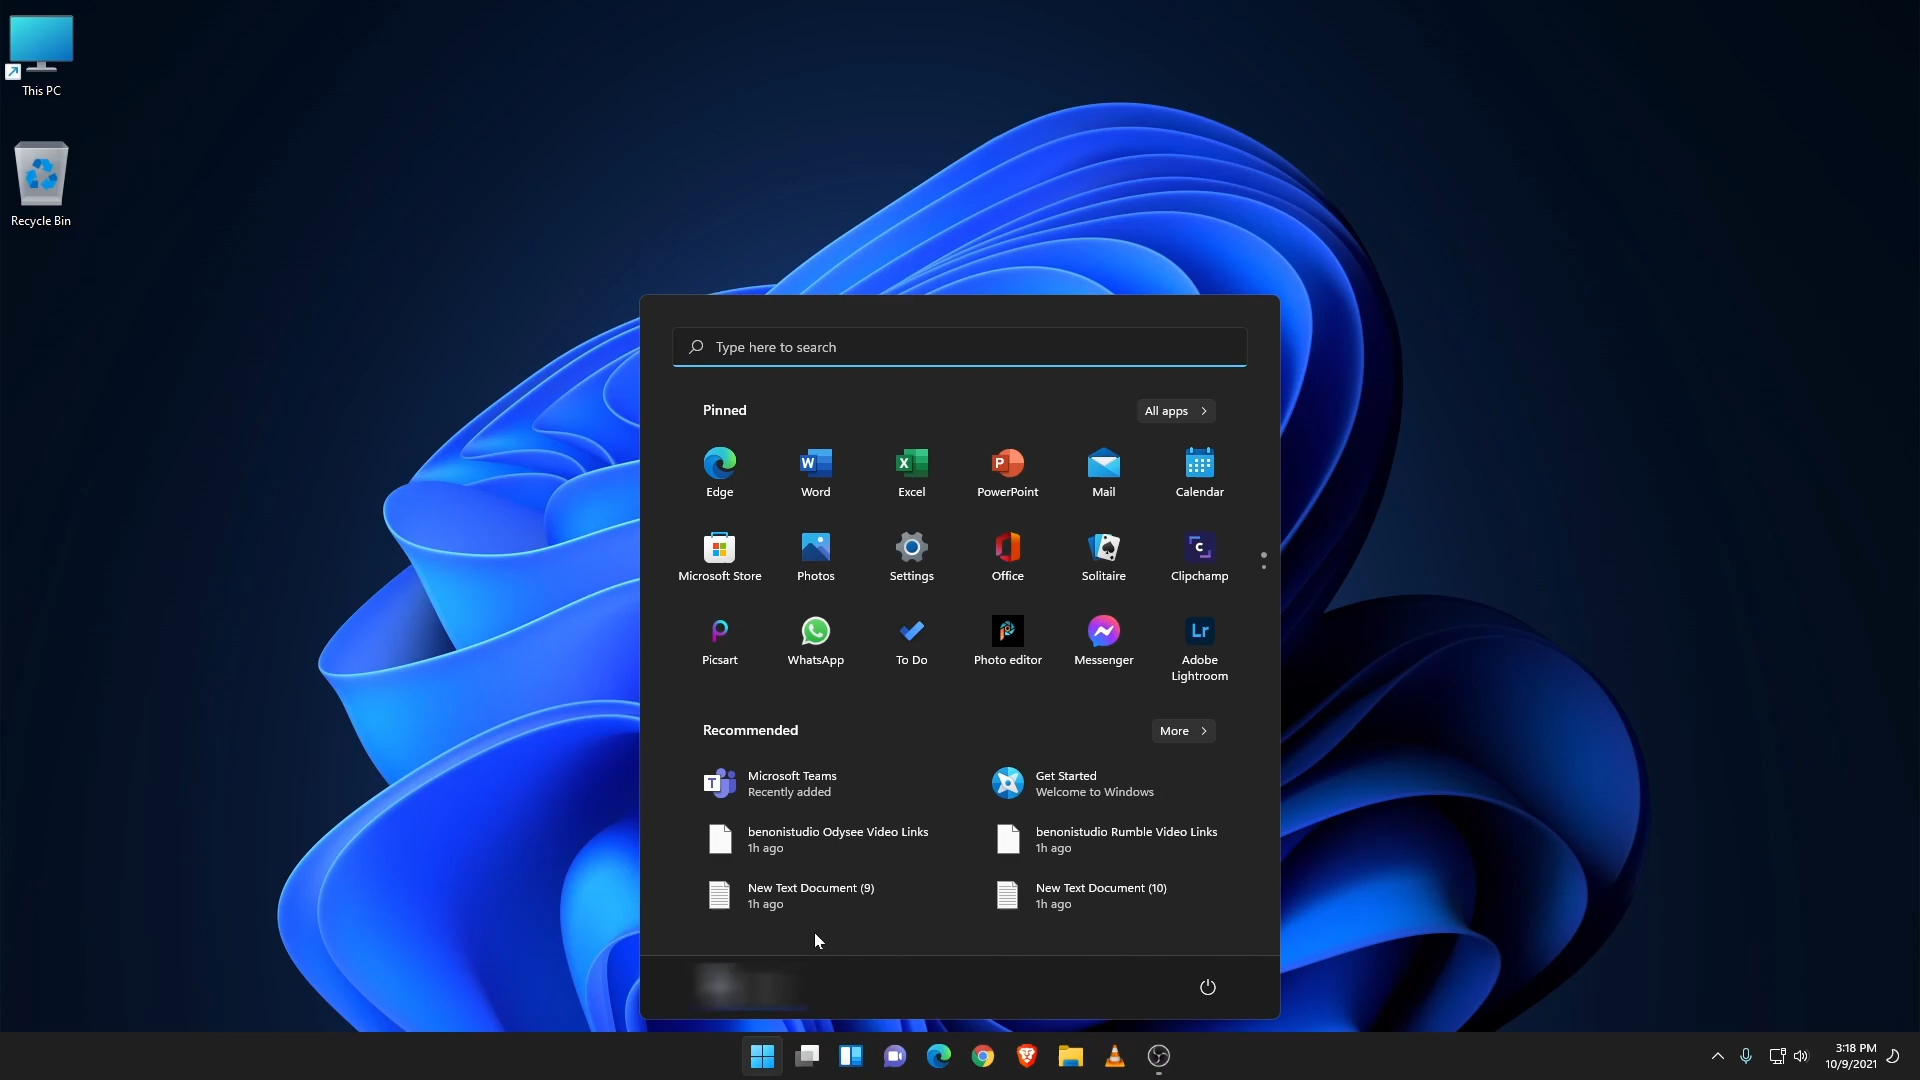 This PC
Recycle Bin
Type here to search
Pinned
All apps
Edge
Word
Excel
PowerPoint
Mail
Calendar
Microsoft Store
Photos
Settings
Office
Solitaire
Clipchamp
Picsart
WhatsApp
To Do
Photo editor
Messenger
Adobe
Lightroom
Recommended
More
Microsoft Teams
Recently added
Get Started
Welcome to Windows
benonistudio Odysee Video Links
1h ago
benonistudio Rumble Video Links
1h ago
New Text Document (9)
1h ago
New Text Document (10)
1h ago
3:18 PM
10/9/2021